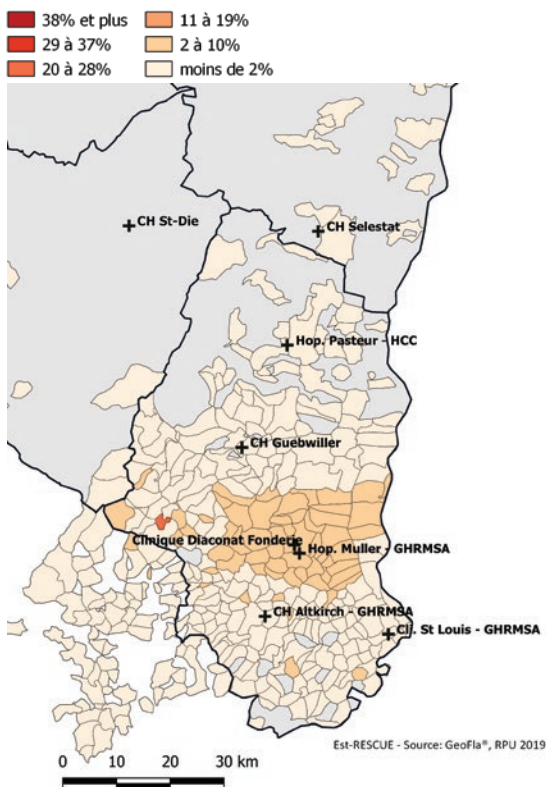 38% et plus
11 à 19%
29 à 37%
2 à 10%
20 à 28%
moins de 2%
CH St-Die
CH Selestat
Hop. Pasteur - HCC
CH Guebwiller
Clinique Diaconat Fonderie
Hop. Muller - GHRMSA
CH Altkirch - GHRMSA
Cli. St Louis - GHRMSA
Est-RESCUE - Source: GeoFla®, RPU 2019
0 10 20 30 km